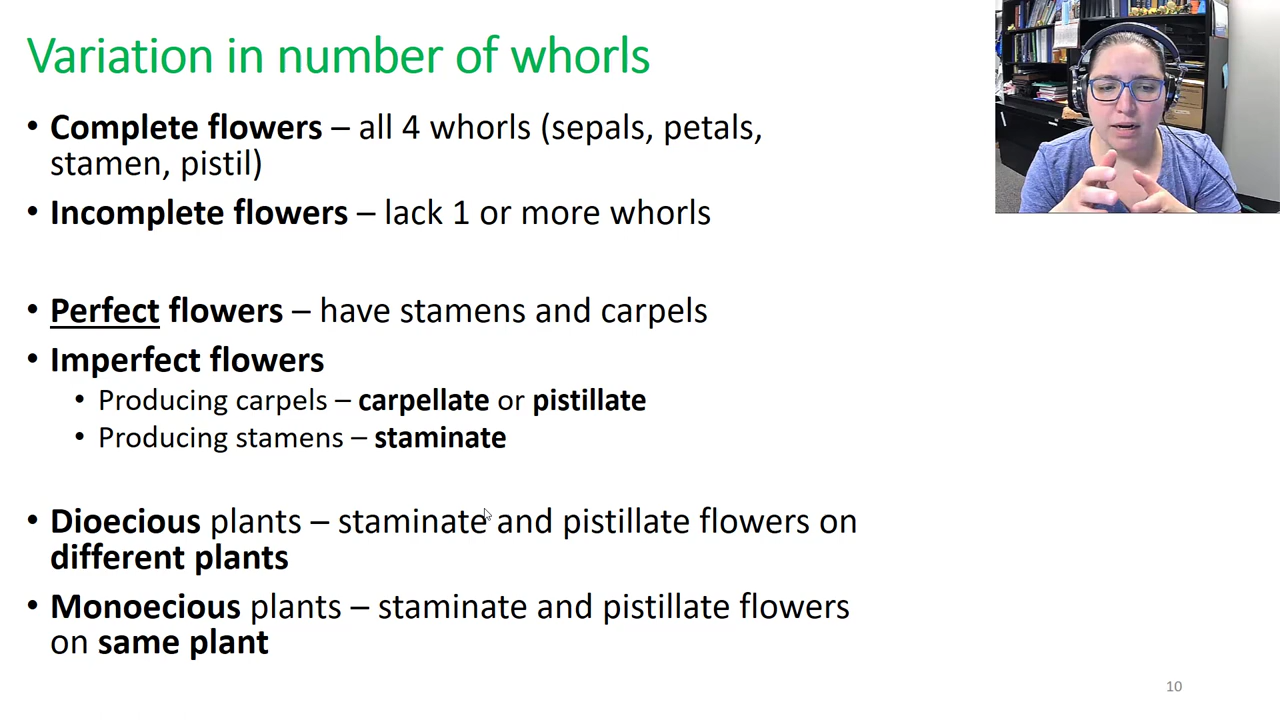 Variation in number of whorls
• Complete flowers – all 4 whorls (sepals, petals,
stamen, pistil)
• Incomplete flowers – lack 1 or more whorls
• Perfect flowers – have stamens and carpels
• Imperfect flowers
• Producing carpels – carpellate or pistillate
• Producing stamens – staminate
• Dioecious plants – staminate and pistillate flowers on
different plants
• Monoecious plants – staminate and pistillate flowers
on same plant
10